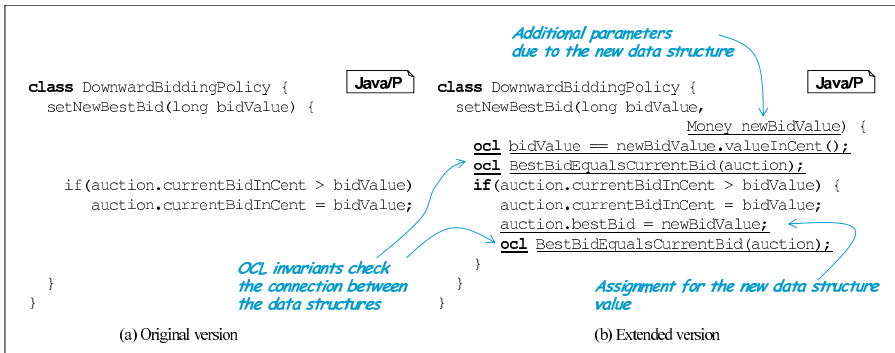 Additional parameters
due to the new data structure
Java/P
class DownwardBiddingPolicy {
setNewBestBid(long bidValue) {
if(auction.currentBidInCent > bidValue)
auction.currentBidInCent = bidValue;
}
}
OCL invariants check
the connection between
the data structures
(a) Original version
Java/P
class DownwardBiddingPolicy {
setNewBestBid(long bidValue,
Money newBidValue) {
ocl bidValue == newBidValue.valueInCent();
ocl BestBidEqualsCurrentBid(auction);
if(auction.currentBidInCent > bidValue) {
auction.currentBidInCent = bidValue;
auction.bestBid = newBidValue;
ocl BestBidEqualsCurrentBid(auction);
}
}
}
Assignment for the new data structure
value
(b) Extended version